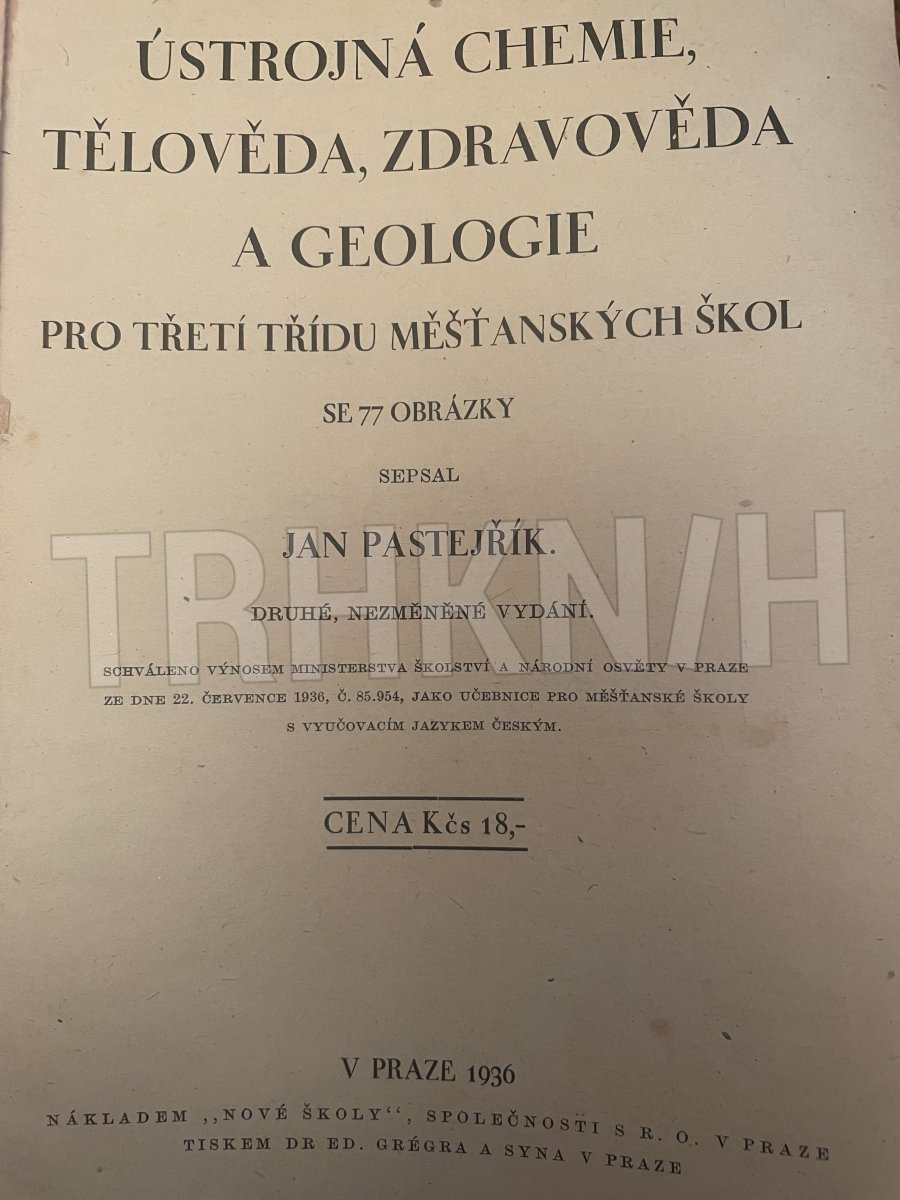 ÚSTROJNÁ CHEMIE,
TĚLOVĚDA, ZDRAVOVĚDA
A GEOLOGIE
PRO TŘETÍ TŘÍDU MĚŠŤANSKÝCH ŠKOL
SE 77 OBRÁZKY
SEPSAL
JAN PASTEJŘÍK.
TRHKN/H
DRUHÉ, NEZMĚNĚNÉ VYDÁNÍ.
SCHVÁLENO VÝNOSEM MINISTERSTVA ŠKOLSTVÍ A NÁRODNÍ OSVĚTY V PRAZE
ZE DNE 22. ČERVENCE 1936, Č. 85.954, JAKO UČEBNICE PRO MĚŠŤANSKÉ ŠKOLY
S VYUČOVACÍM JAZYKEM ČESKÝM.
CENA Kčs 18,-
V PRAZE 1936
NÁKLADEM ,,NOVÉ ŠKOLY‘‘, SPOLEČNOSTI S R. O. V PRAZE
TISKEM DR ED. GRÉGRA A SYNA V PRAZE